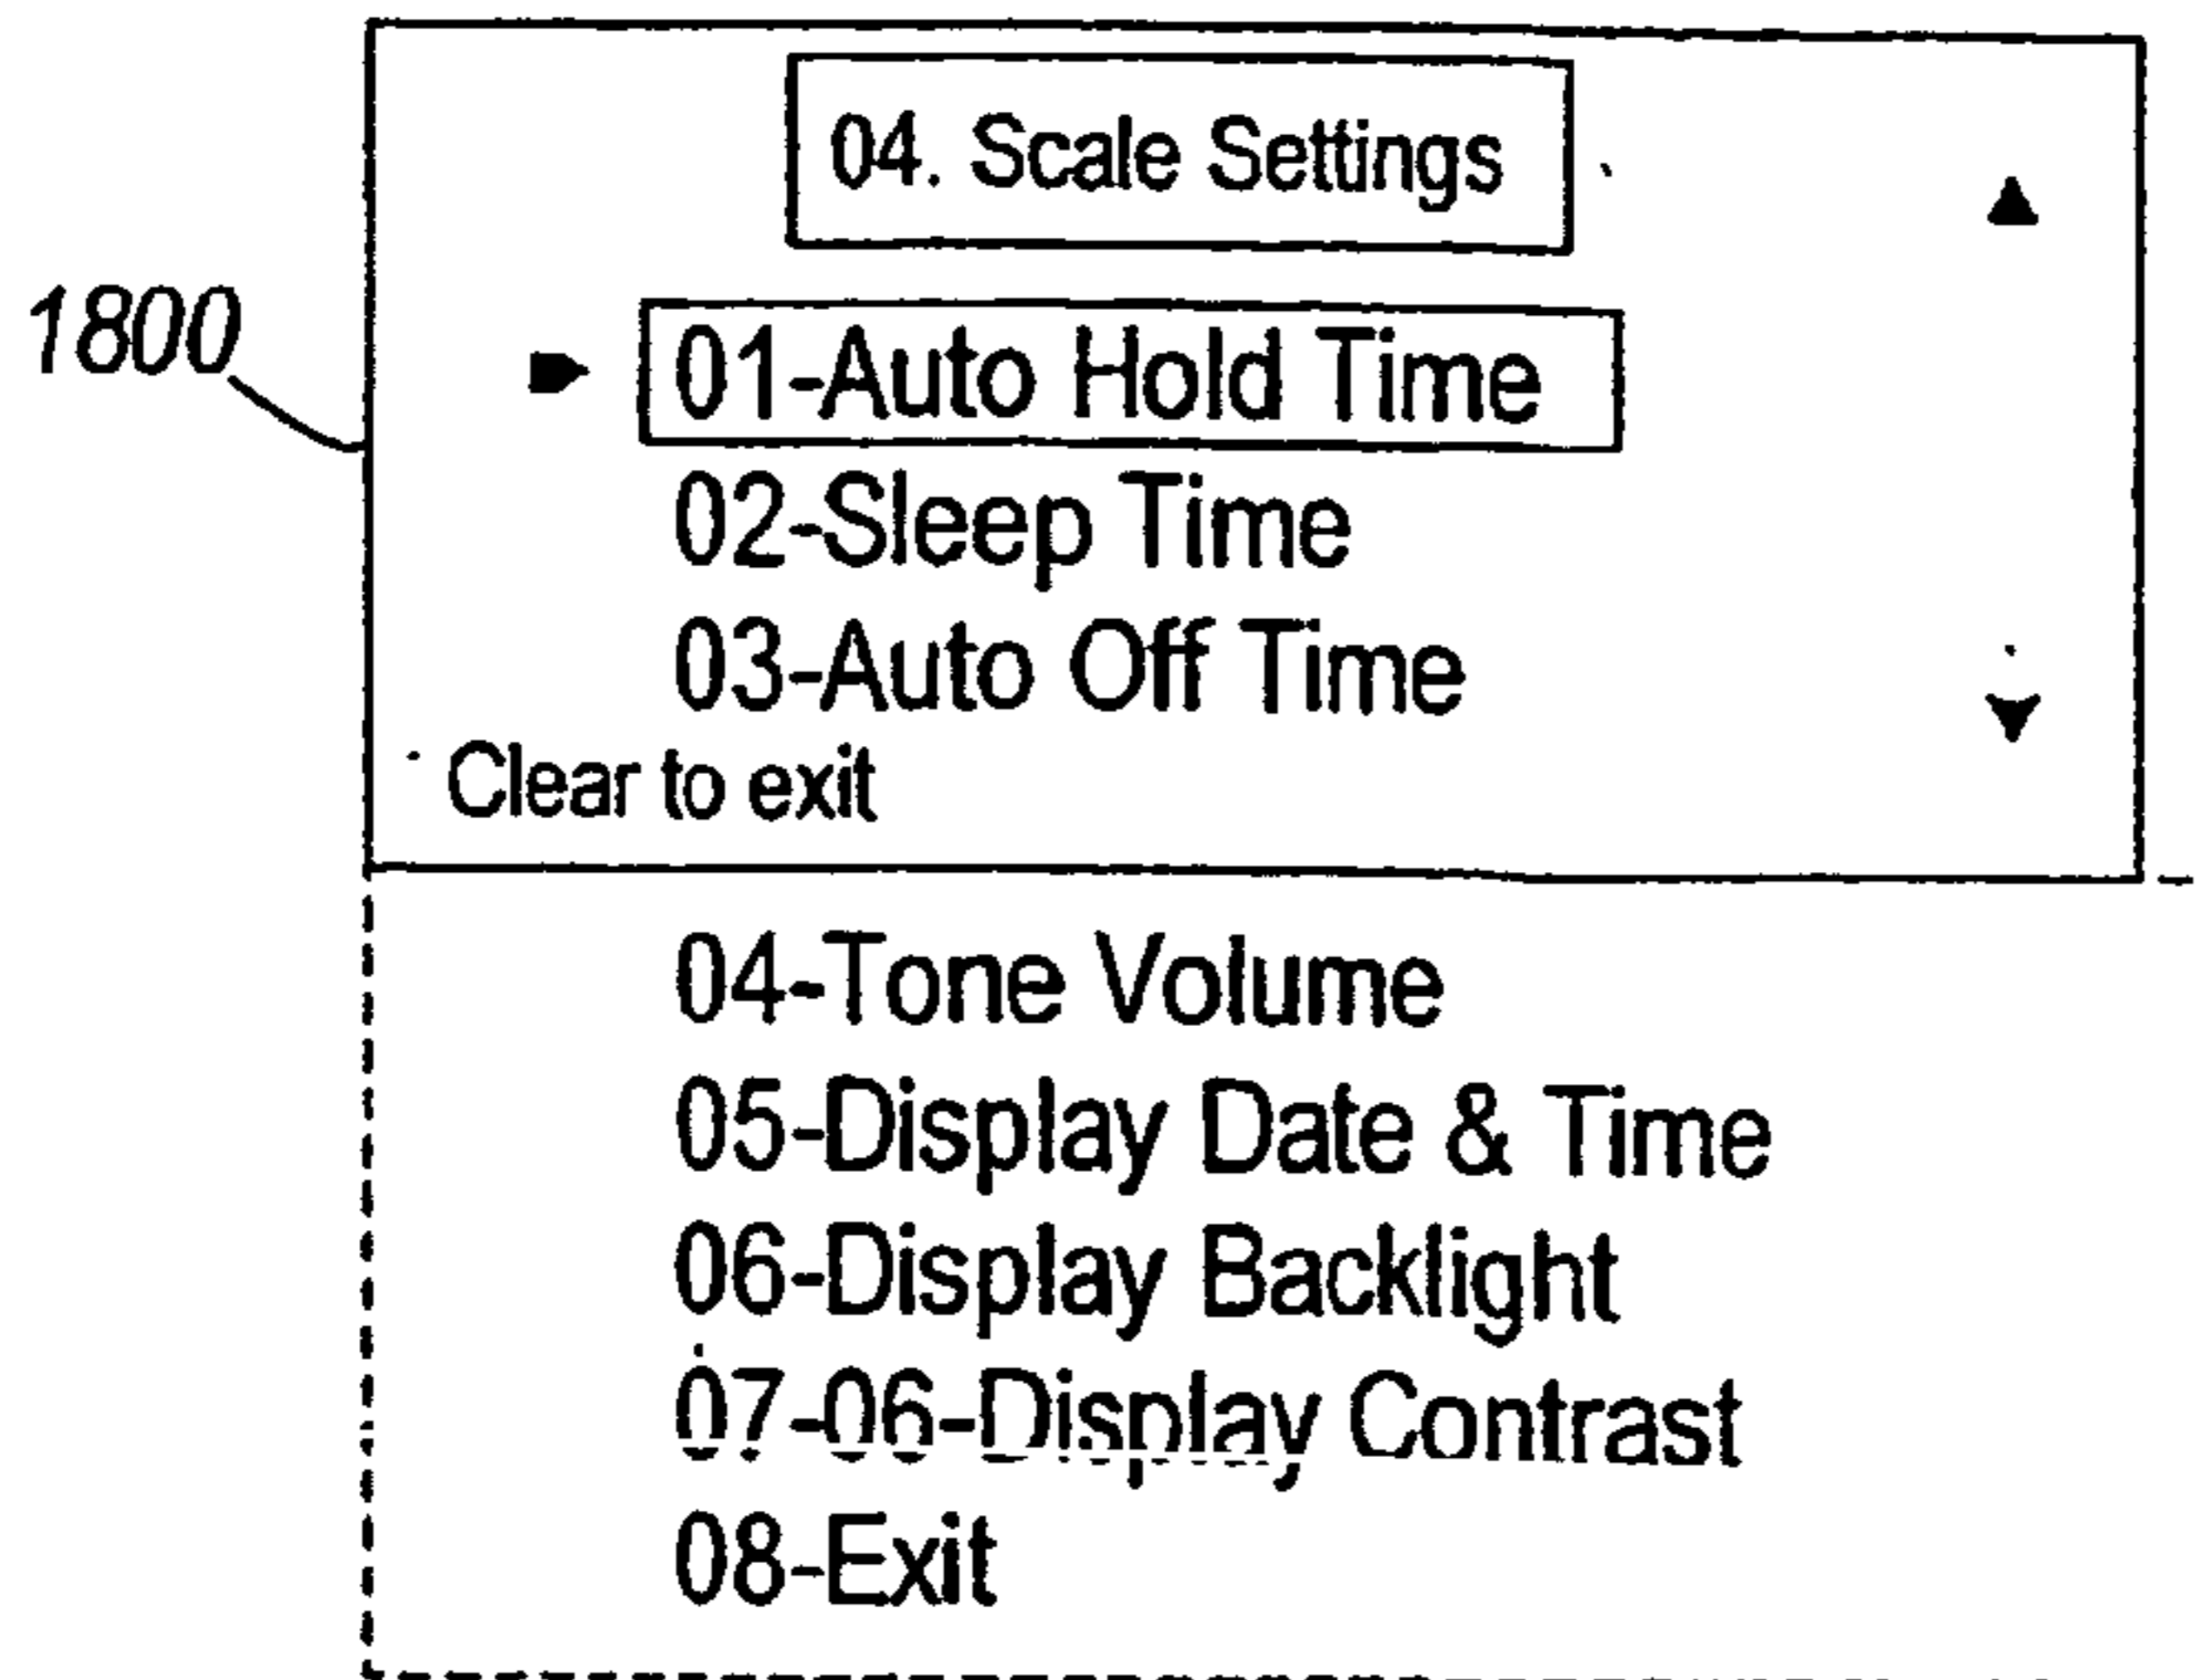 04. Scale Settings
1800
01-Auto Hold Time
02-Sleep Time
03-Auto Off Time
Clear to exit
04-Tone Volume
05-Display Date & Time
06-Display Backlight
07-06-Display Contrast
08-Exit